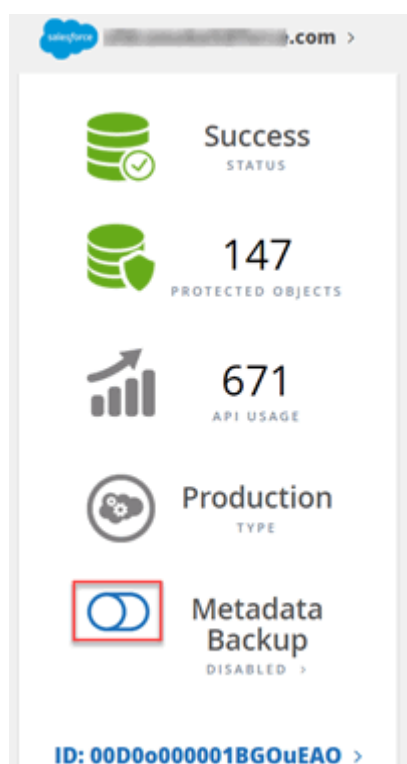 salesforce .com >
Success
STATUS
147
PROTECTED OBJECTS
671
API USAGE
Production
TYPE
Metadata
Backup
DISABLED >
ID: 00D0o000001BGOuEAO >